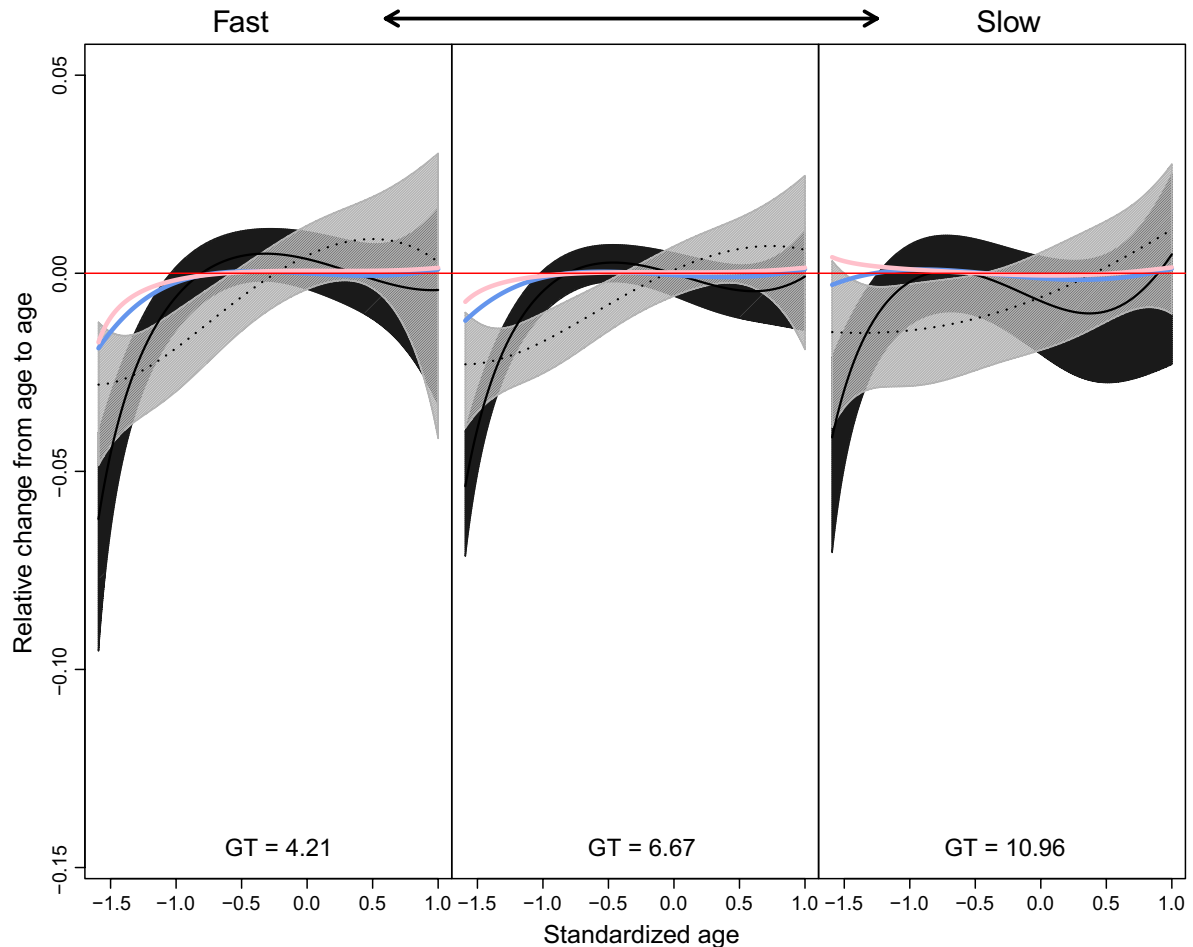 Fast Slow
0.05
0.00
−0.05
−0.10
−0.15
Relative change from age to age
GT = 4.21 GT = 6.67 GT = 10.96
−1.5 −1.0 −0.5 0.0 0.5 1.0 −1.5 −1.0 −0.5 0.0 0.5 1.0 −1.5 −1.0 −0.5 0.0 0.5 1.0
Standardized age